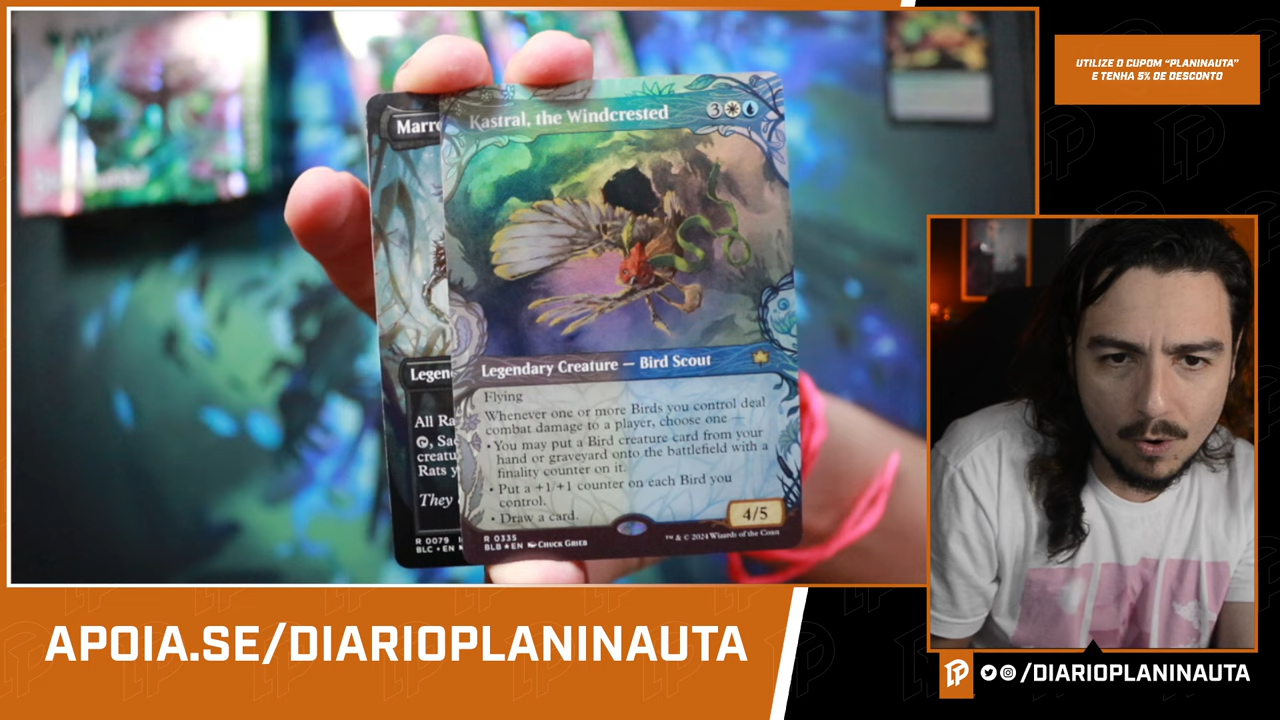 UTILIZE O CUPOM "PLANINAUTA"
E TENHA 5% DE DESCONTO
Kastral, the Windcrested
3
Legendary Creature — Bird Scout
Flying
Whenever one or more Birds you control deal
combat damage to a player, choose one —
• You may put a Bird creature card from your
hand or graveyard onto the battlefield with a
finality counter on it.
• Put a +1/+1 counter on each Bird you
control.
• Draw a card.
4/5
R 0335
BLB ★ EN CHUCK GRIEB
™ & © 2024 Wizards of the Coast
Marro
Legen
All Ra
, Sac
creatu
Rats y
They
R 0079
BLC • EN
APOIA.SE/DIARIOPLANINAUTA
/DIARIOPLANINAUTA